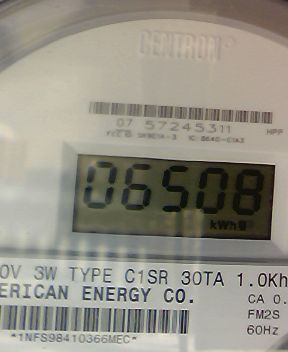 CENTRON®
07 57245311
HPP
06508
kWh
0V 3W TYPE C1SR 30TA 1.0Kh
ERICAN ENERGY CO.
CA 0.
FM2S
60Hz
*1NFS98410366MEC*